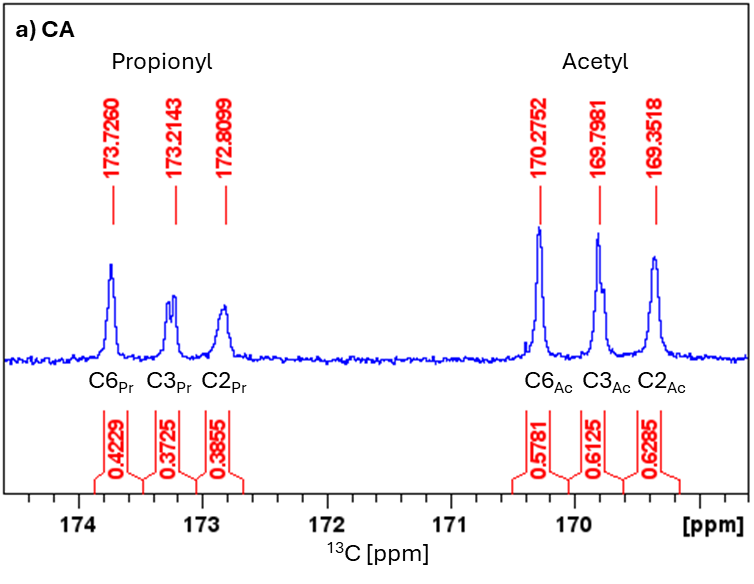 a) CA
Propionyl Acetyl
173.7260 173.2143 172.8099 170.2752 169.7981 169.3518
C6Pr C3Pr C2Pr C6Ac C3Ac C2Ac
0.4229 0.3725 0.3855 0.5781 0.6125 0.6285
174 173 172 171 170 [ppm]
13C [ppm]